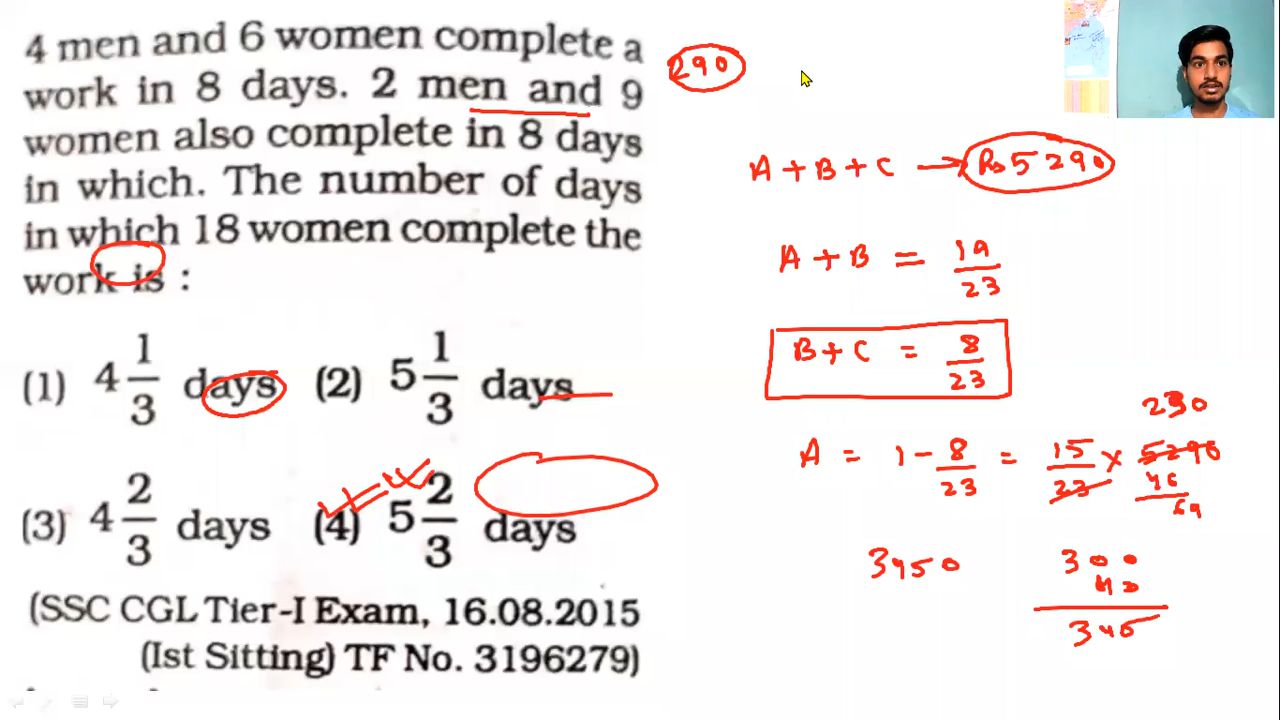 4 men and 6 women complete a
work in 8 days. 2 men and 9
women also complete in 8 days
in which. The number of days
in which 18 women complete the
work is :
(1) 4 1/3 days (2) 5 1/3 days
(3) 4 2/3 days (4) 5 2/3 days
(SSC CGL Tier-I Exam, 16.08.2015
(Ist Sitting) TF No. 3196279)
290
A + B + C → Rs 5290
A + B = 19/23
B + C = 8/23
230
A = 1 - 8/23 = 15/23 × 5290
46
69
3450
300
40
345